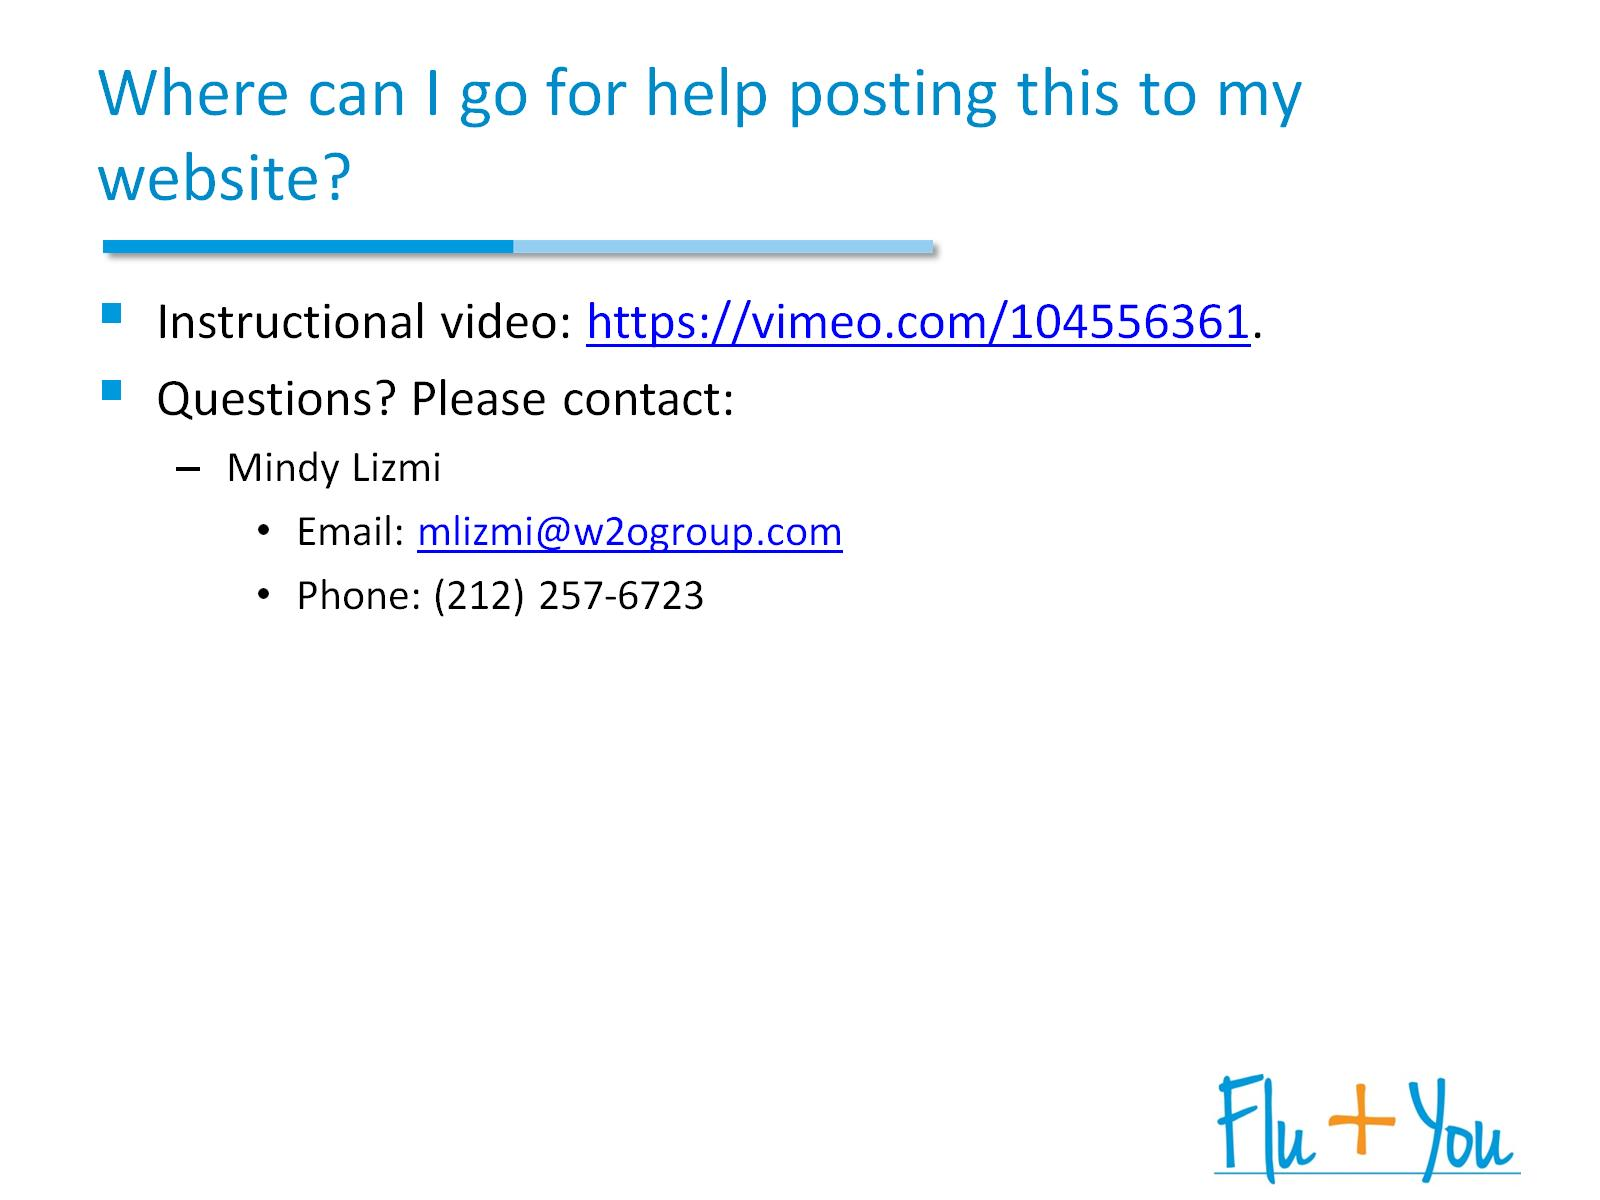 Where can I go for help posting this to my
website?
Instructional video: https://vimeo.com/104556361.
Questions? Please contact:
– Mindy Lizmi
• Email: mlizmi@w2ogroup.com
• Phone: (212) 257-6723
Flu + You